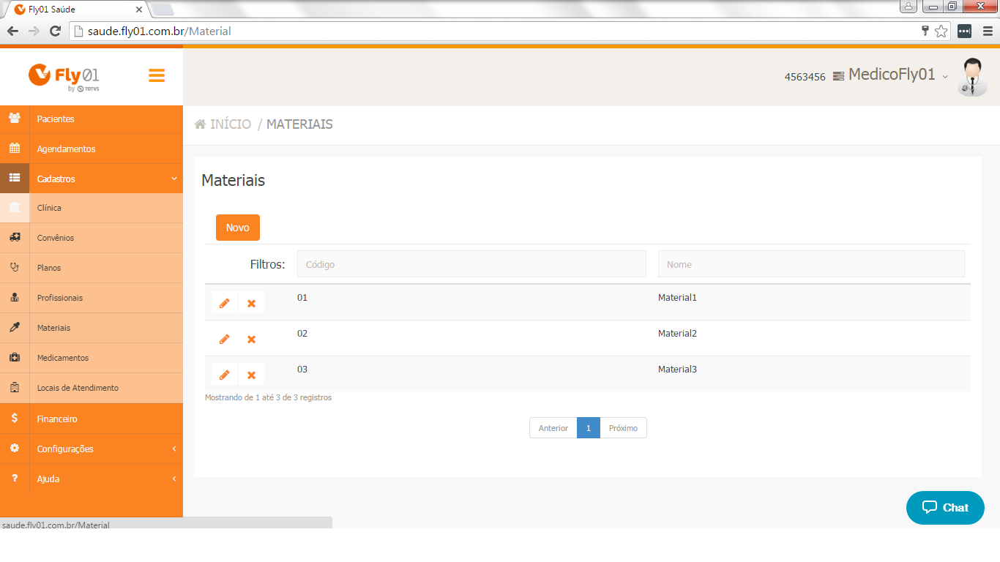 Fly01 Saúde
saude.fly01.com.br/Material
Fly01
by TOTVS
4563456 MedicoFly01
Pacientes
Agendamentos
Cadastros
Clínica
Convênios
Planos
Profissionais
Materiais
Medicamentos
Locais de Atendimento
Financeiro
Configurações
? Ajuda
saude.fly01.com.br/Material
INÍCIO / MATERIAIS
Materiais
Novo
Filtros: Código Nome
01 Material1
02 Material2
03 Material3
Mostrando de 1 até 3 de 3 registros
Anterior 1 Próximo
Chat